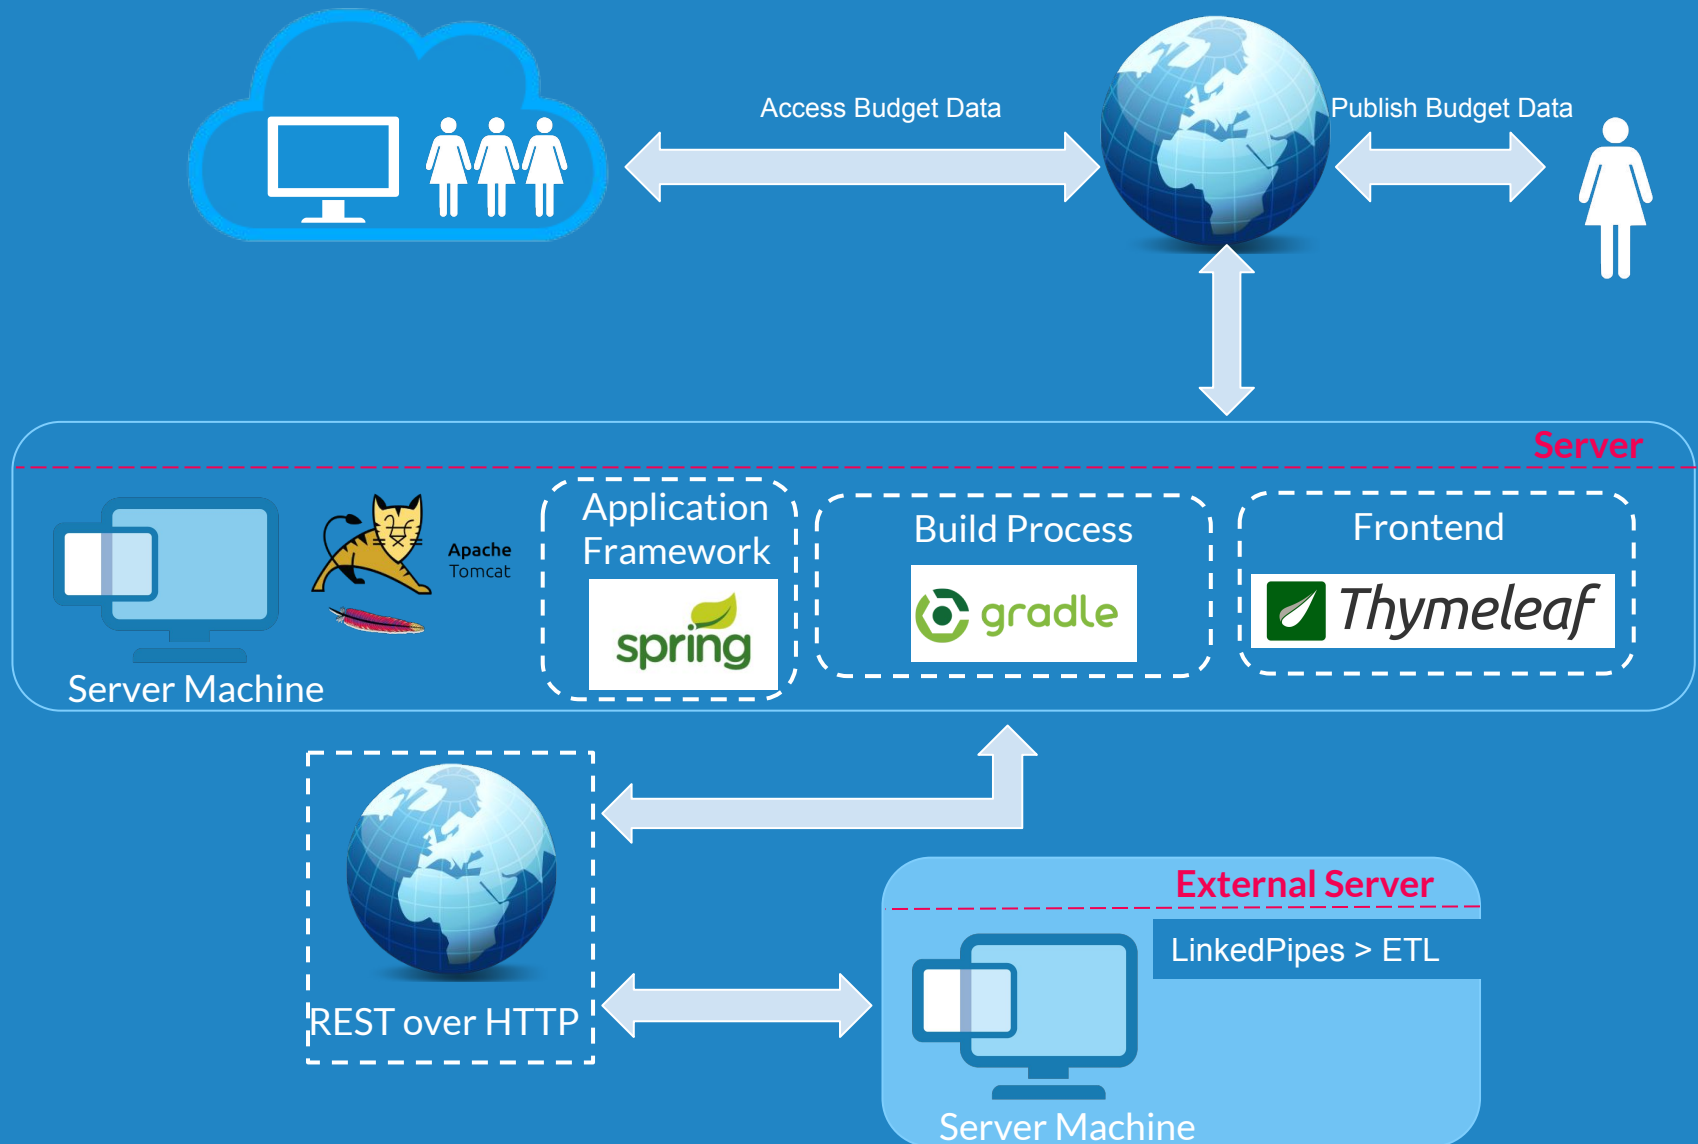 Access Budget Data
Publish Budget Data
Server
Apache
Tomcat
Server Machine
Application
Framework
spring
Build Process
gradle
Frontend
Thymeleaf
REST over HTTP
External Server
LinkedPipes > ETL
Server Machine